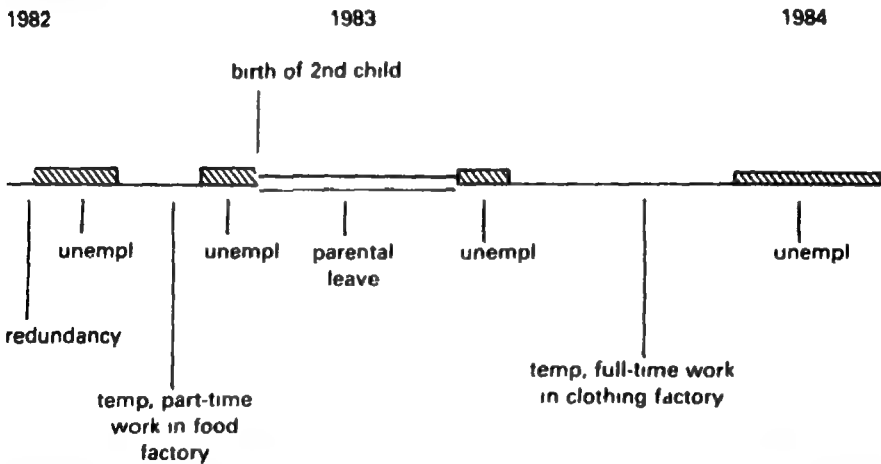 1982 1983 1984
birth of 2nd child
unempl unempl parental leave unempl unempl
redundancy
temp, part-time
work in food
factory
temp, full-time work
in clothing factory